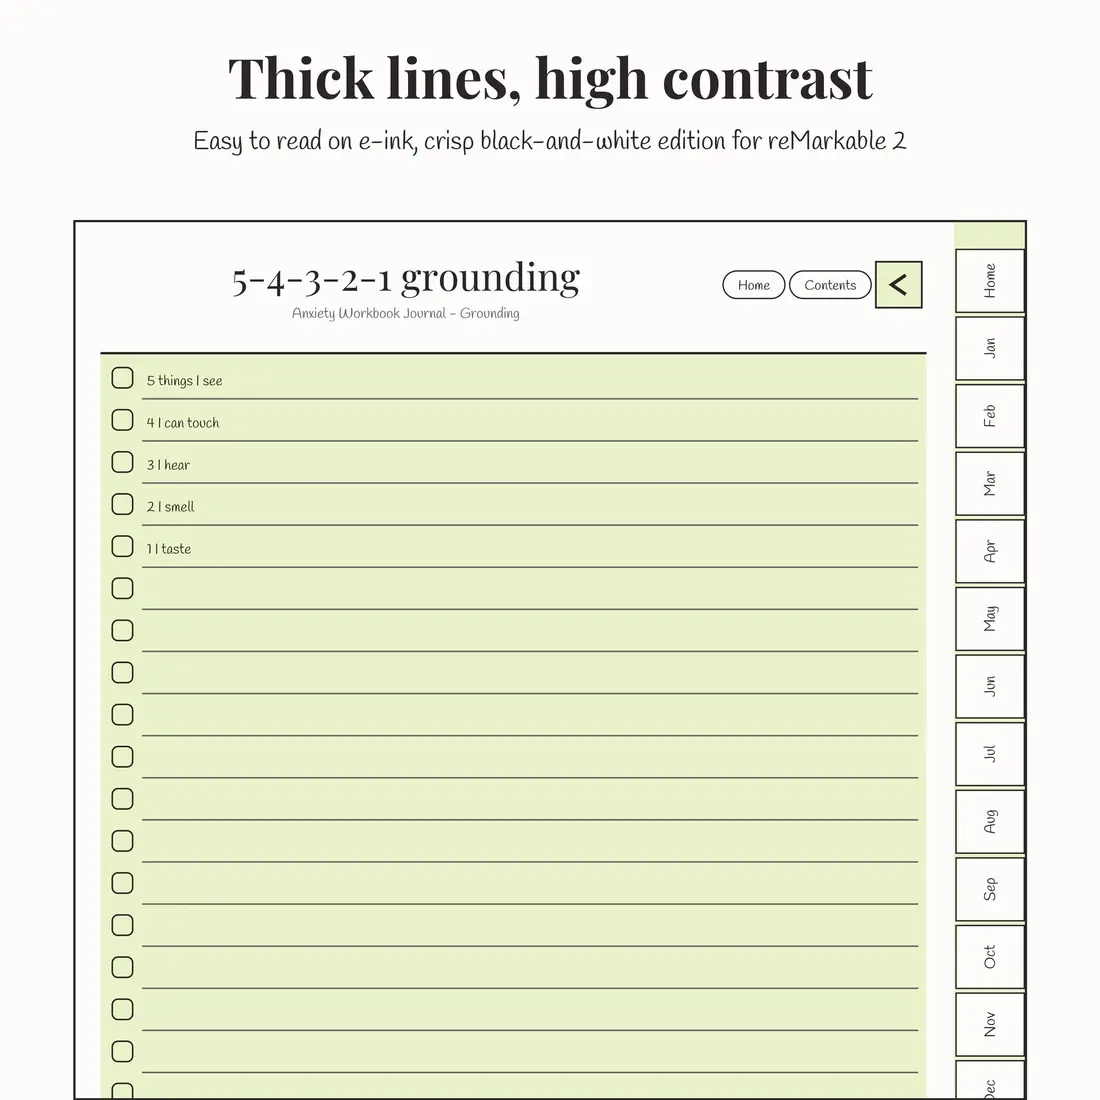 Thick lines, high contrast
Easy to read on e-ink, crisp black-and-white edition for reMarkable 2
5-4-3-2-1 grounding
Anxiety Workbook Journal - Grounding
Home
Contents
<
5 things I see
4 I can touch
3 I hear
2 I smell
1 I taste
Home
Jan
Feb
Mar
Apr
May
Jun
Jul
Aug
Sep
Oct
Nov
Dec